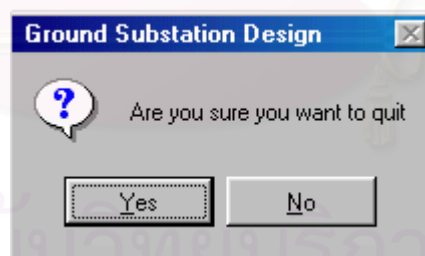 Ground Substation Design
?
Are you sure you want to quit
Yes
No